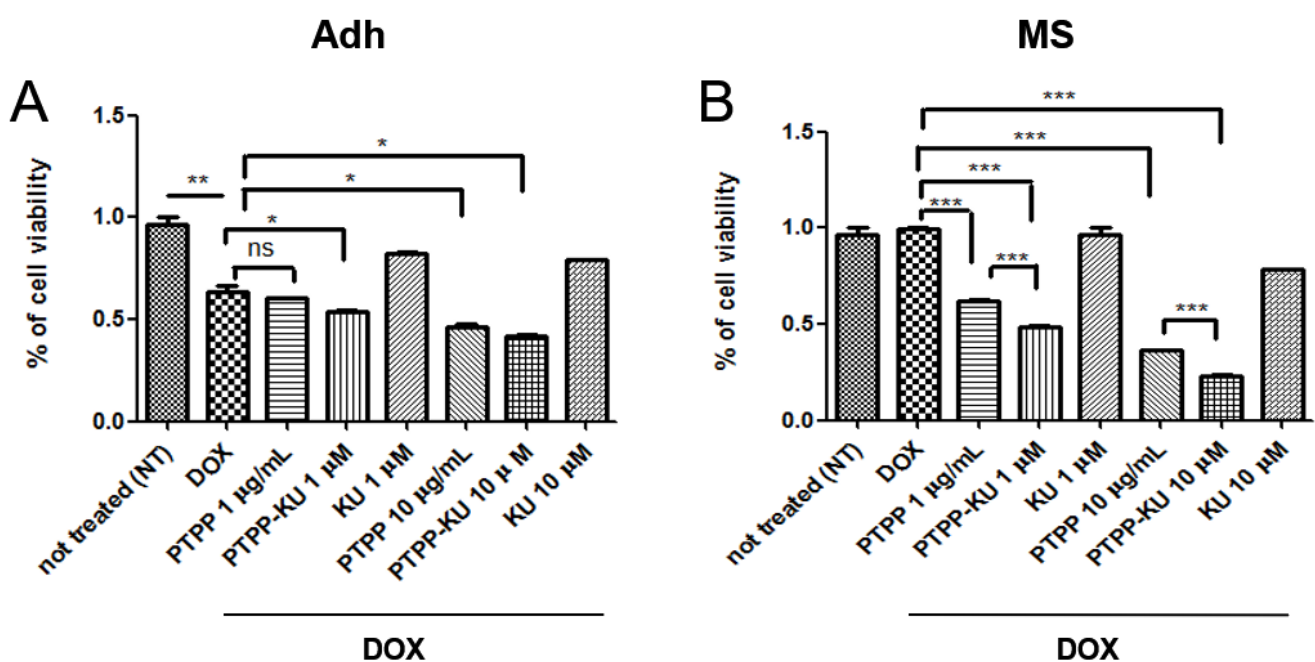 Adh
MS
A
B
% of cell viability
1.5
1.0
0.5
0.0
**
ns
*
*
*
not treated (NT)
DOX
PTPP 1 µg/mL
PTPP-KU 1 µM
KU 1 µM
PTPP 10 µg/mL
PTPP-KU 10 µ M
KU 10 µM
DOX
% of cell viability
1.5
1.0
0.5
0.0
***
***
***
***
***
***
not treated (NT)
DOX
PTPP 1 µg/mL
PTPP-KU 1 µM
KU 1 µM
PTPP 10 µg/mL
PTPP-KU 10 µM
KU 10 µM
DOX